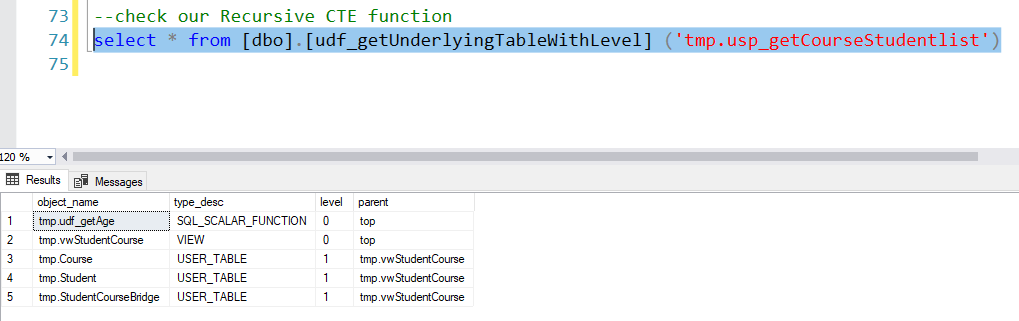 73 --check our Recursive CTE function
74 select * from [dbo].[udf_getUnderlyingTableWithLevel] ('tmp.usp_getCourseStudentlist')
75
120 %
Results Messages
object_name type_desc level parent
1 tmp.udf_getAge SQL_SCALAR_FUNCTION 0 top
2 tmp.vwStudentCourse VIEW 0 top
3 tmp.Course USER_TABLE 1 tmp.vwStudentCourse
4 tmp.Student USER_TABLE 1 tmp.vwStudentCourse
5 tmp.StudentCourseBridge USER_TABLE 1 tmp.vwStudentCourse